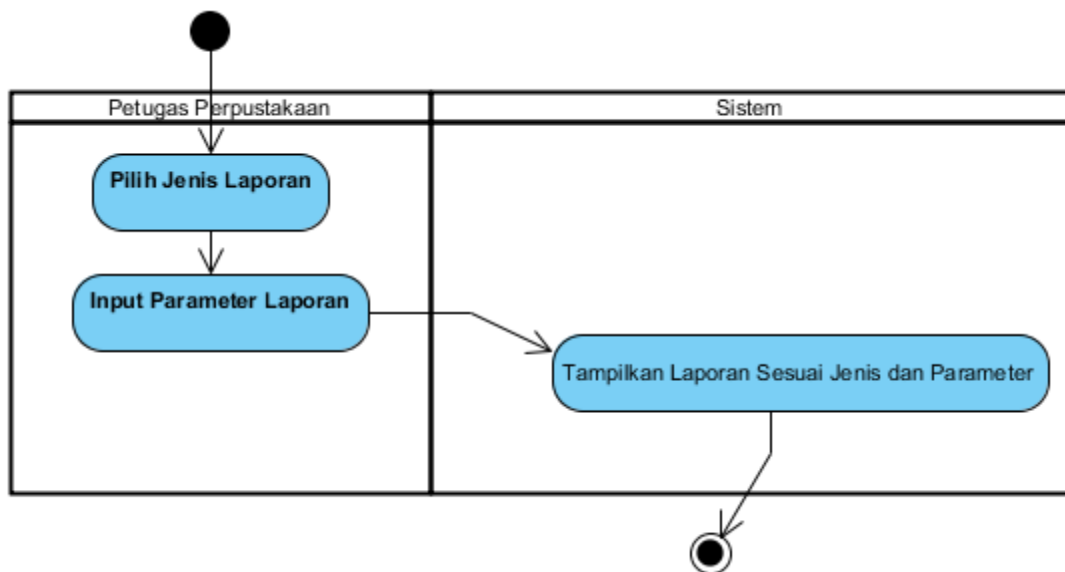 Petugas Perpustakaan
Sistem
Pilih Jenis Laporan
Input Parameter Laporan
Tampilkan Laporan Sesuai Jenis dan Parameter